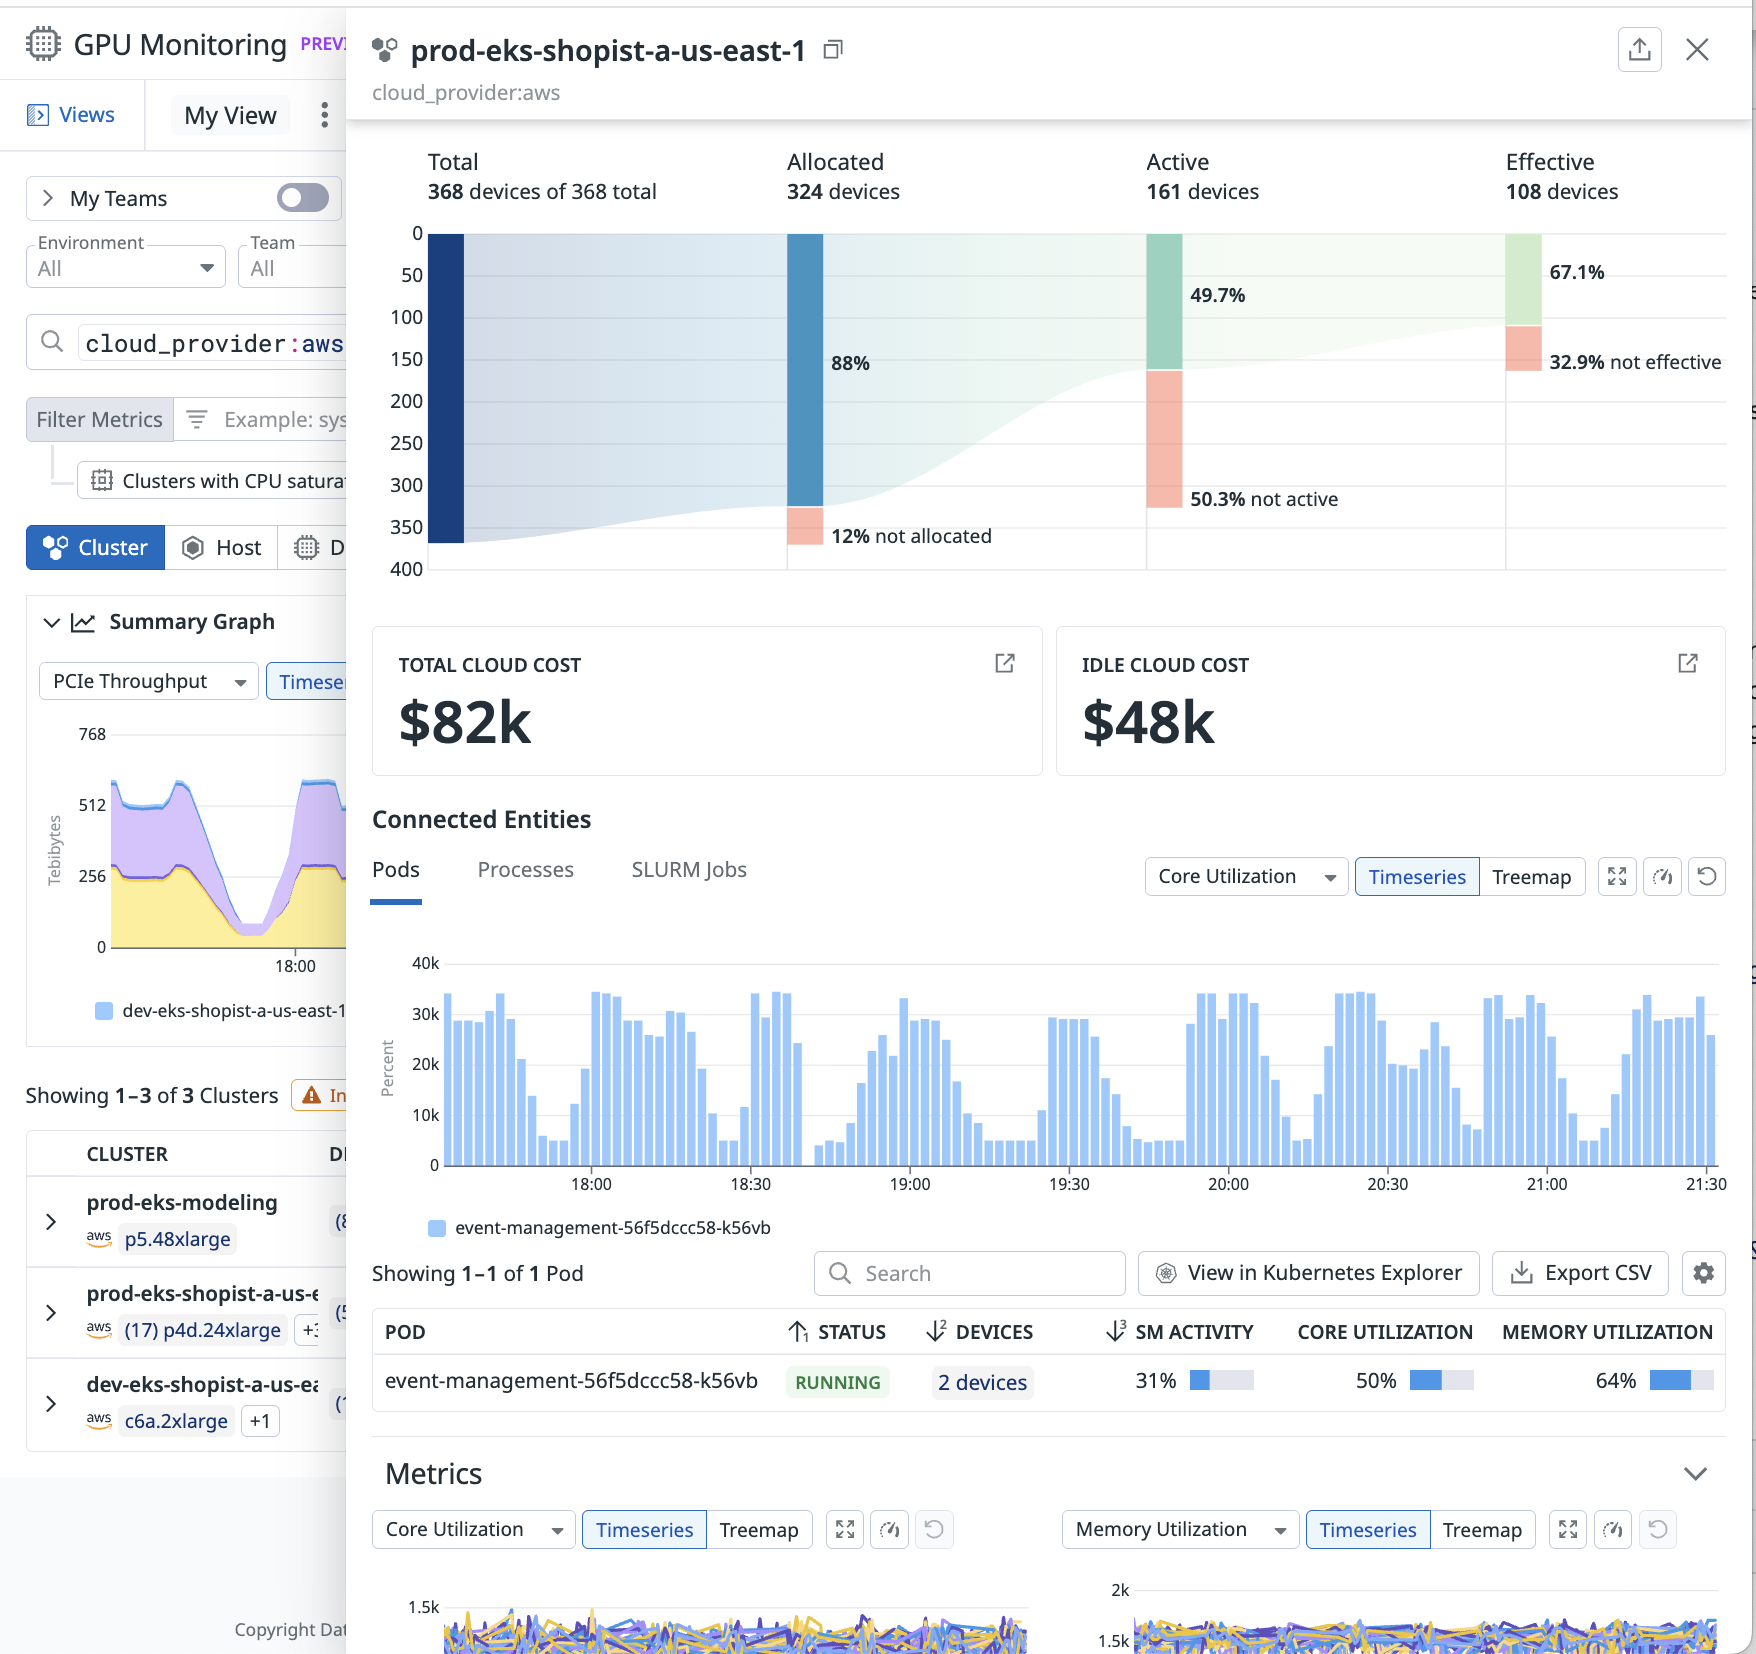 GPU Monitoring
Views
My View
My Teams
Environment
All
Team
All
cloud_provider:aws
Filter Metrics
Example:
Clusters with CPU
Cluster
Host
Summary Graph
PCIe Throughput
768
512
256
0
Tebibytes
18:00
dev-eks-shopist-a-us-east-1
Showing 1–3 of 3 Clusters
CLUSTER
prod-eks-modeling
aws
p5.48xlarge
prod-eks-shopist-a-us-e
aws
(17) p4d.24xlarge
dev-eks-shopist-a-us-ea
aws
c6a.2xlarge
+1
Copyright
prod-eks-shopist-a-us-east-1
cloud_provider:aws
Total
368 devices of 368 total
Allocated
324 devices
Active
161 devices
Effective
108 devices
0
50
100
150
200
250
300
350
400
88%
12% not allocated
49.7%
50.3% not active
67.1%
32.9% not effective
TOTAL CLOUD COST
$82k
IDLE CLOUD COST
$48k
Connected Entities
Pods
Processes
SLURM Jobs
Core Utilization
Timeseries
Treemap
40k
30k
20k
10k
0
Percent
18:00
18:30
19:00
19:30
20:00
20:30
21:00
21:30
event-management-56f5dccc58-k56vb
Showing 1–1 of 1 Pod
Search
View in Kubernetes Explorer
Export CSV
POD
1 STATUS
2 DEVICES
3 SM ACTIVITY
CORE UTILIZATION
MEMORY UTILIZATION
event-management-56f5dccc58-k56vb
RUNNING
2 devices
31%
50%
64%
Metrics
Core Utilization
Timeseries
Treemap
1.5k
Memory Utilization
Timeseries
Treemap
2k
1.5k